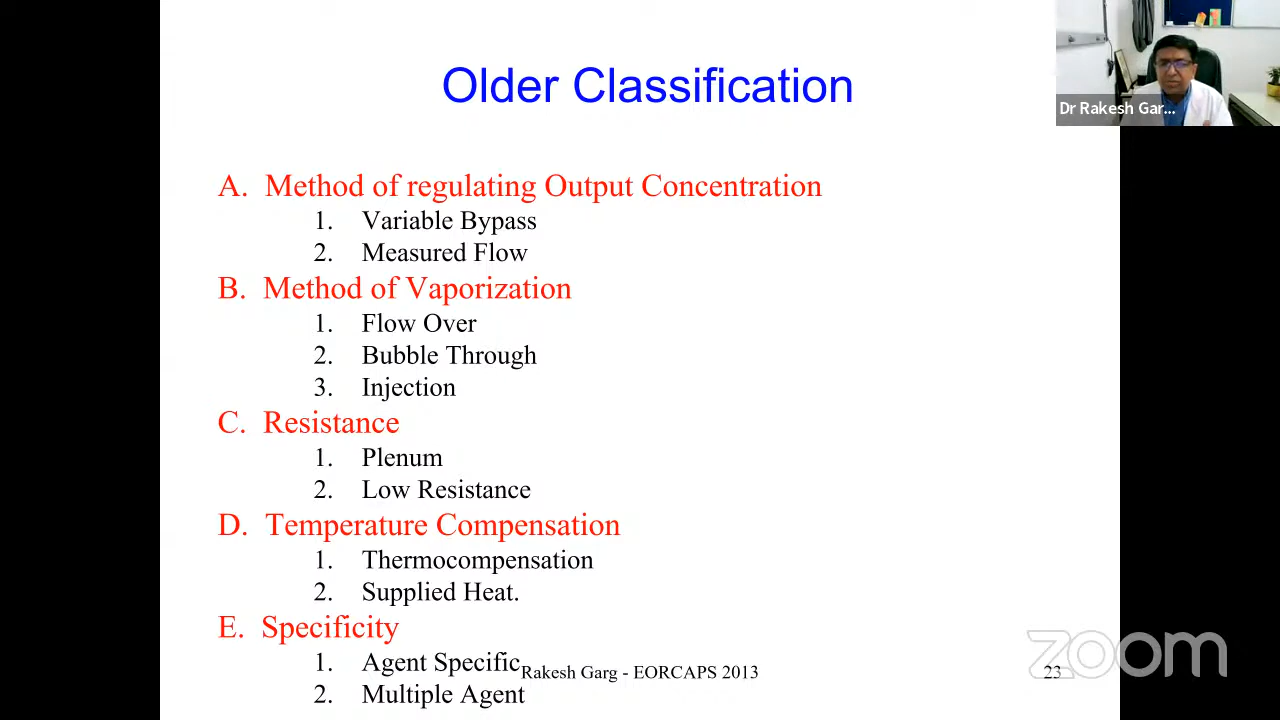 Older Classification
Dr Rakesh Gar...
A. Method of regulating Output Concentration
1. Variable Bypass
2. Measured Flow
B. Method of Vaporization
1. Flow Over
2. Bubble Through
3. Injection
C. Resistance
1. Plenum
2. Low Resistance
D. Temperature Compensation
1. Thermocompensation
2. Supplied Heat.
E. Specificity
1. Agent Specific
2. Multiple Agent
Rakesh Garg - EORCAPS 2013
23
zoom